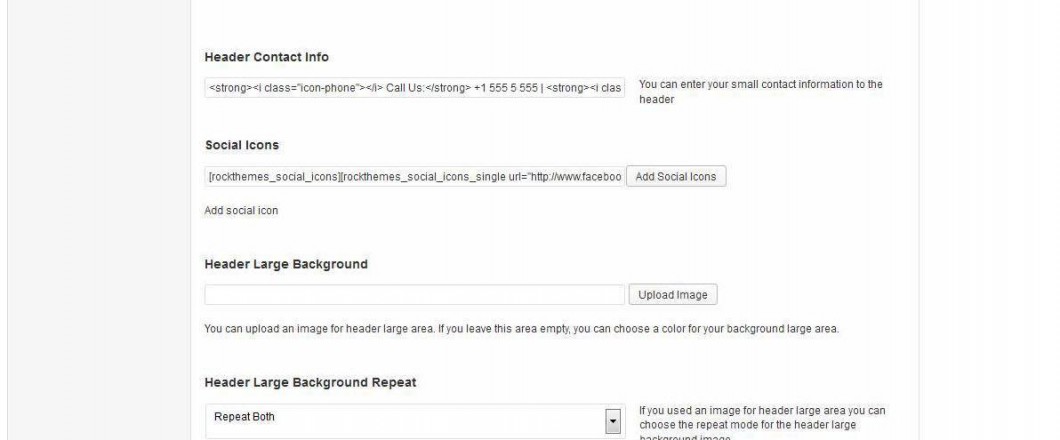 Header Contact Info
<strong><i class="icon-phone"></i> Call Us:</strong> +1 555 5 555 | <strong><i clas
You can enter your small contact information to the
header
Social Icons
[rockthemes_social_icons][rockthemes_social_icons_single url="http://www.faceboo
Add Social Icons
Add social icon
Header Large Background
Upload Image
You can upload an image for header large area. If you leave this area empty, you can choose a color for your background large area.
Header Large Background Repeat
Repeat Both
If you used an image for header large area you can
choose the repeat mode for the header large
background image